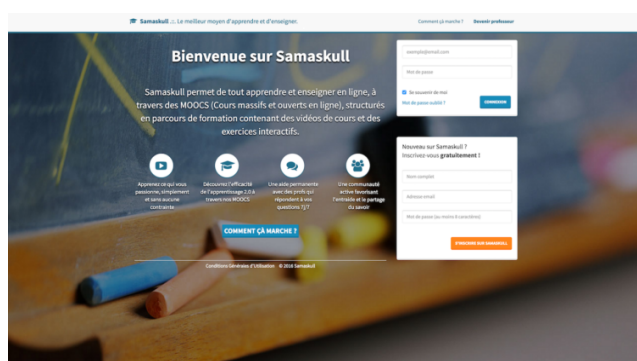 Samaskull .::. Le meilleur moyen d'apprendre et d'enseigner.
Comment çà marche ? Devenir professeur
Bienvenue sur Samaskull
Samaskull permet de tout apprendre et enseigner en ligne, à
travers des MOOCS (Cours massifs et ouverts en ligne), structurés
en parcours de formation contenant des vidéos de cours et des
exercices interactifs.
Apprenez ce qui vous
passionne, simplement
et sans aucune
contrainte
Découvrez l'efficacité
de l'apprentissage 2.0 à
travers nos MOOCS
Une aide permanente
avec des profs qui
répondent à vos
questions 7j/7
Une communauté
active favorisant
l'entraide et le partage
du savoir
COMMENT ÇÀ MARCHE ?
Conditions Générales d'Utilisation © 2018 Samaskull
exemple@email.com
Mot de passe
Se souvenir de moi
Mot de passe oublié ?
CONNEXION
Nouveau sur Samaskull ?
Inscrivez-vous gratuitement !
Nom complet
Adresse email
Mot de passe (au moins 8 caractères)
S'INSCRIRE SUR SAMASKULL